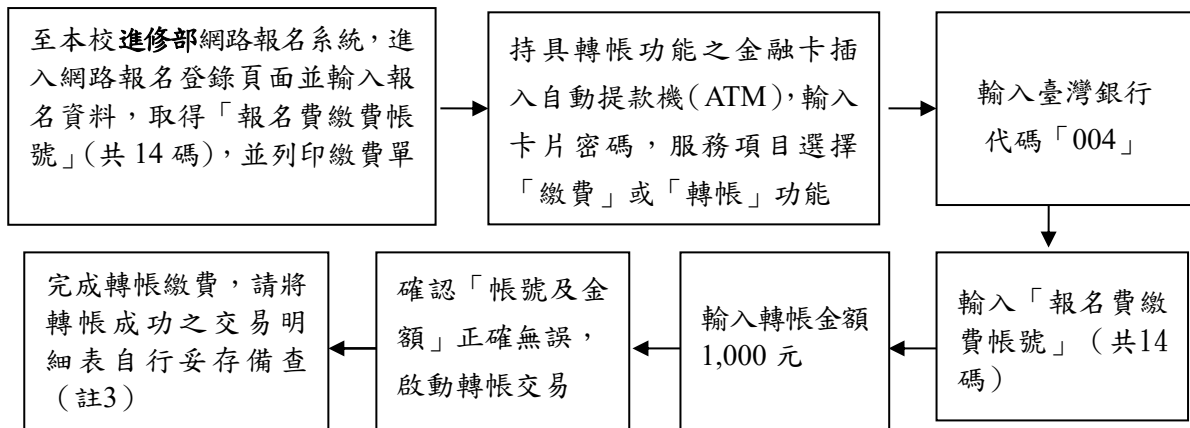 至本校進修部網路報名系統，進
入網路報名登錄頁面並輸入報
名資料，取得「報名費繳費帳
號」(共 14 碼)，並列印繳費單
持具轉帳功能之金融卡插
入自動提款機(ATM)，輸入
卡片密碼，服務項目選擇
「繳費」或「轉帳」功能
輸入臺灣銀行
代碼「004」
輸入「報名費繳
費帳號」（共14
碼）
輸入轉帳金額
1,000 元
確認「帳號及金
額」正確無誤，
啟動轉帳交易
完成轉帳繳費，請將
轉帳成功之交易明
細表自行妥存備查
（註3）